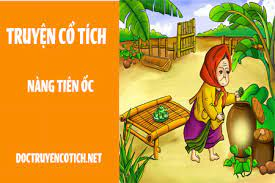 TRUYỆN CỔ TÍCH
NÀNG TIÊN ỐC
DOCTRUYENCOTICH.NET